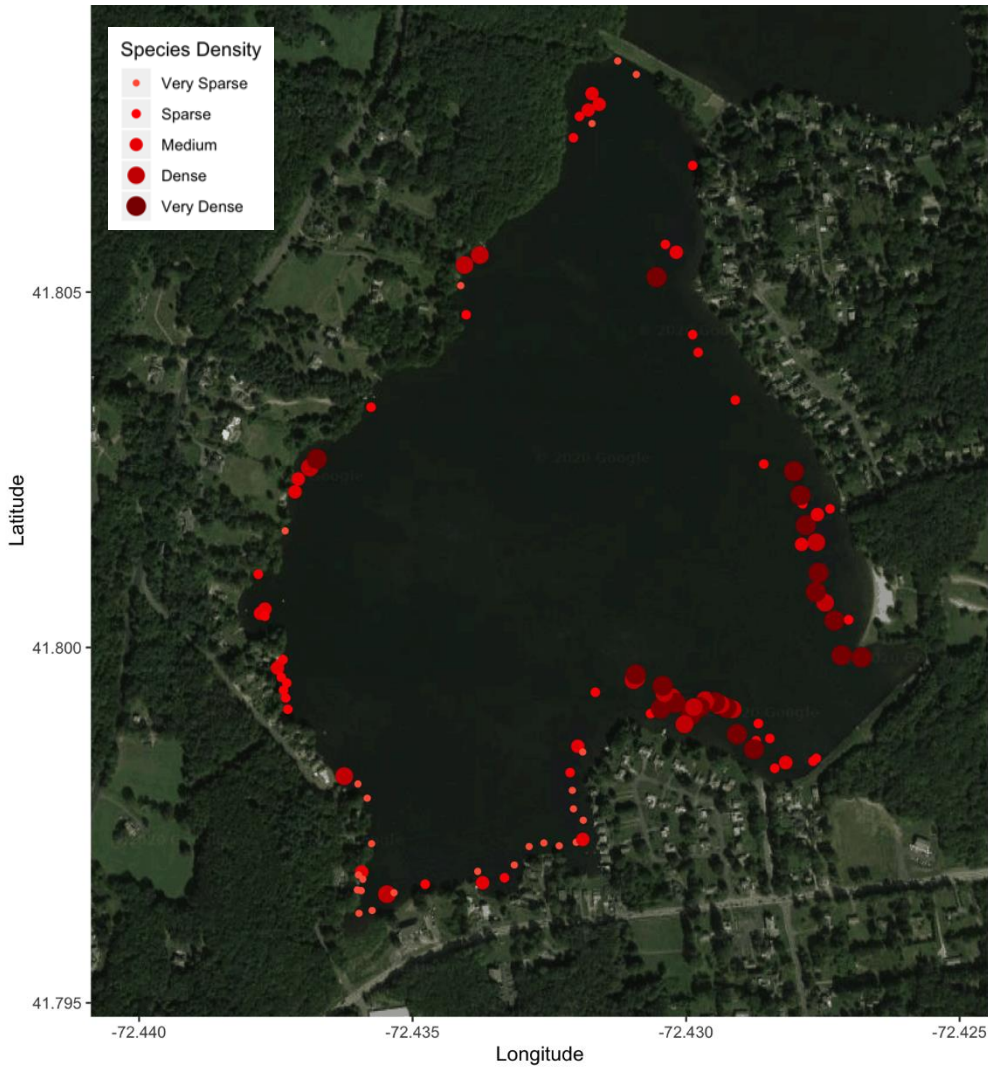 Species Density
Very Sparse
Sparse
Medium
Dense
Very Dense
41.805
41.800
41.795
Latitude
© 2020 Google
Google
-72.440
-72.435
-72.430
-72.425
Longitude